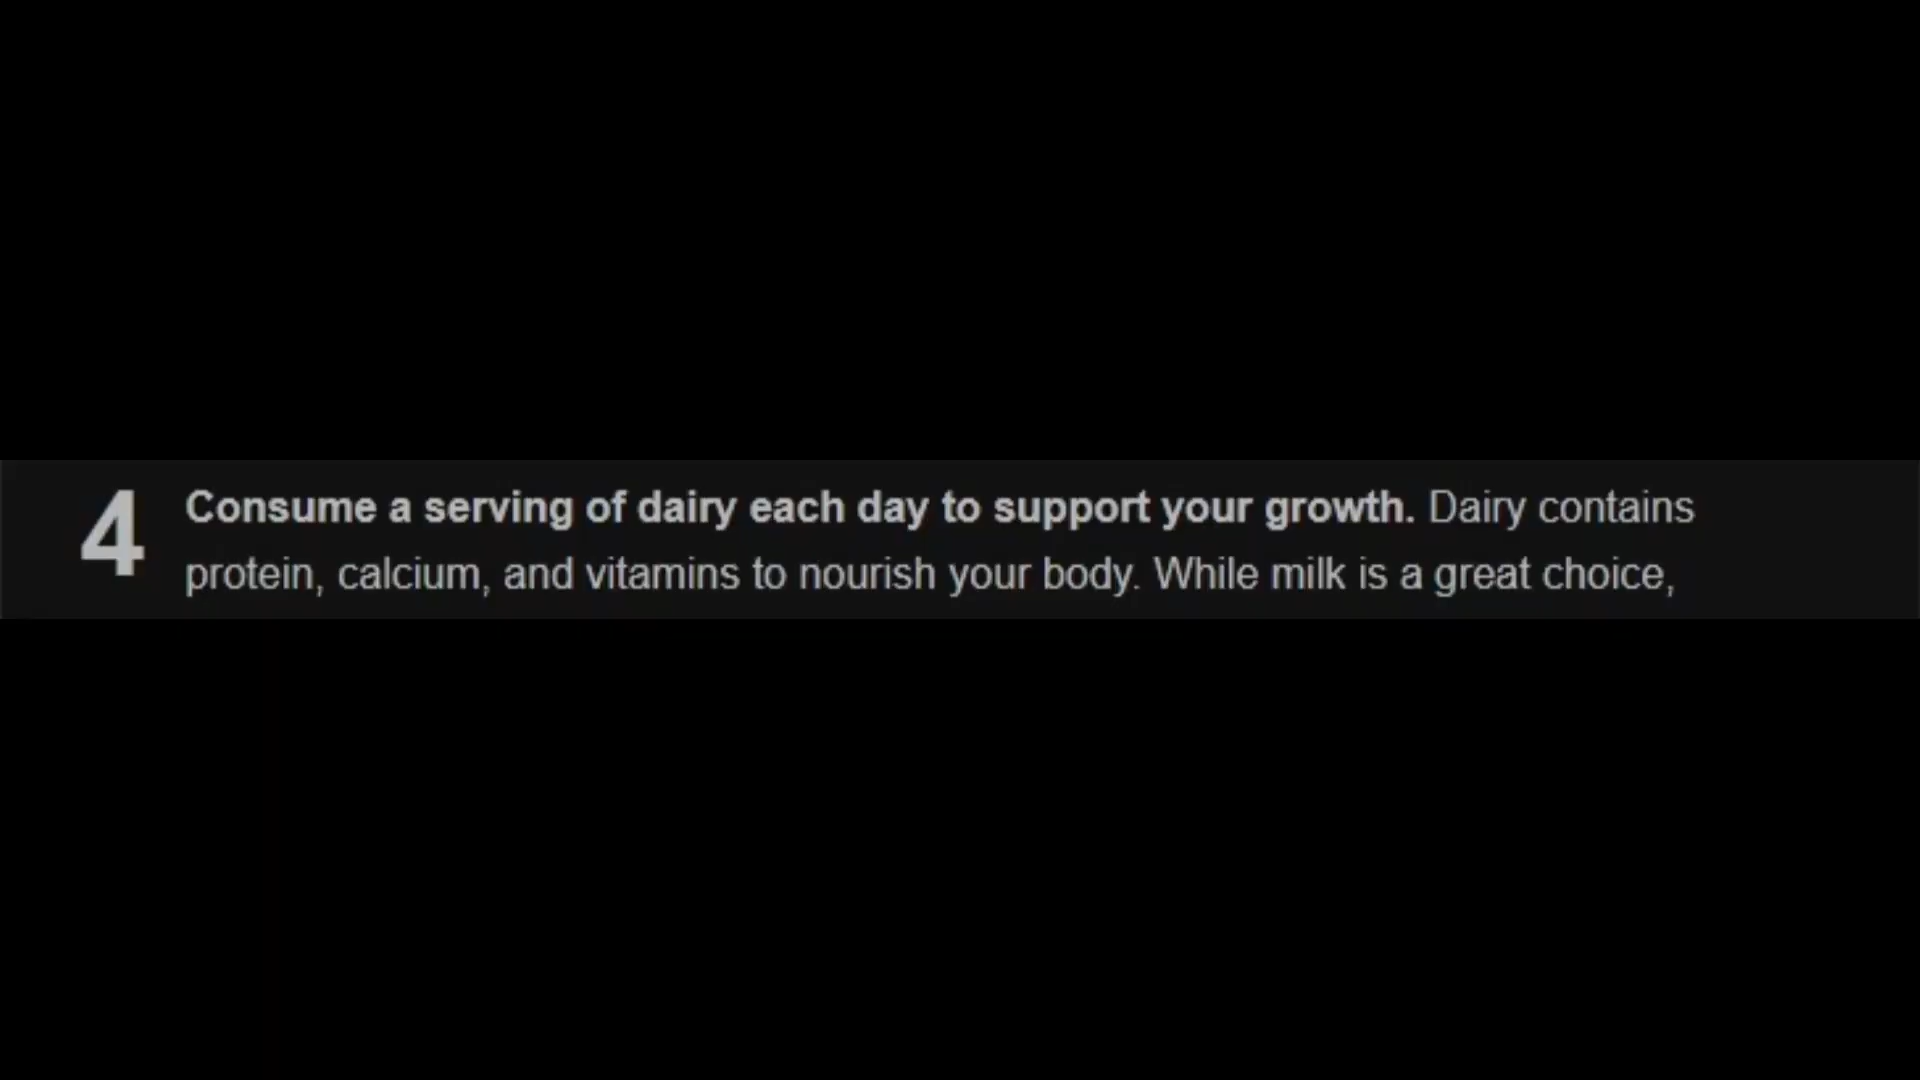 4 Consume a serving of dairy each day to support your growth. Dairy contains
protein, calcium, and vitamins to nourish your body. While milk is a great choice,